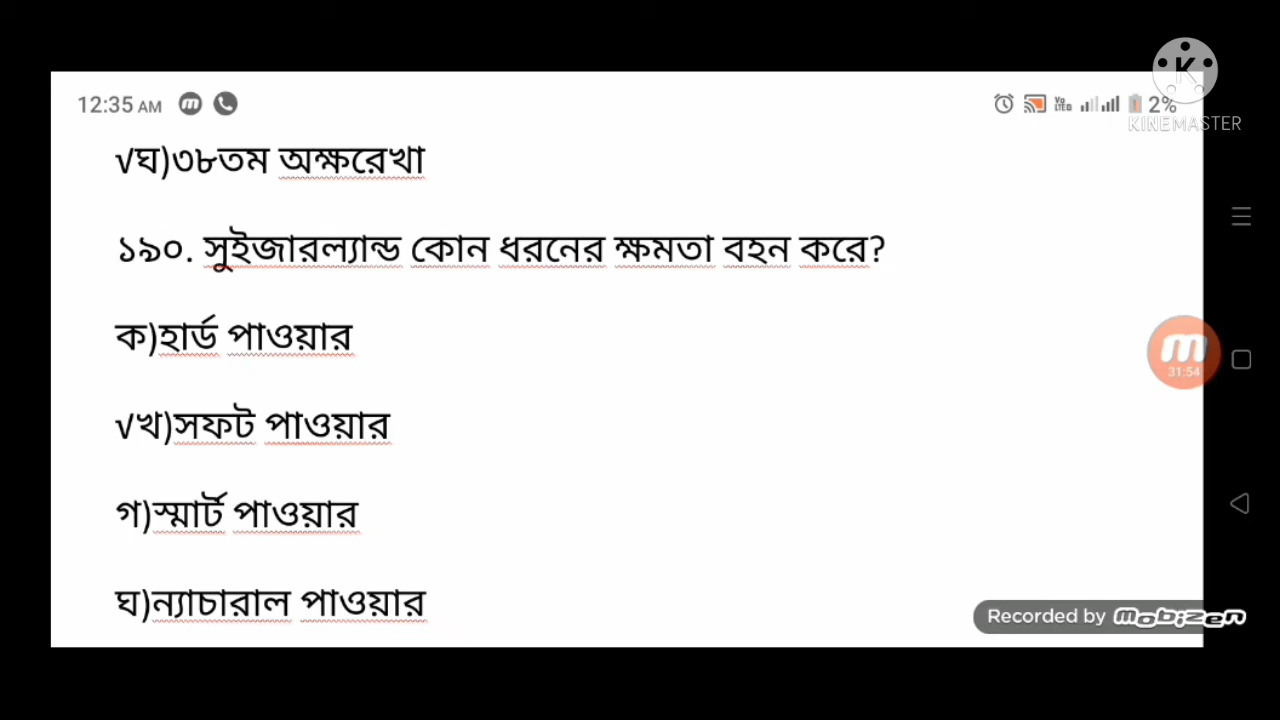 12:35 AM
2%
KINEMASTER
√ঘ)৩৮তম অক্ষরেখা
১৯০. সুইজারল্যান্ড কোন ধরনের ক্ষমতা বহন করে?
ক)হার্ড পাওয়ার
31:54
√খ)সফট পাওয়ার
গ)স্মার্ট পাওয়ার
ঘ)ন্যাচারাল পাওয়ার
Recorded by mobizen